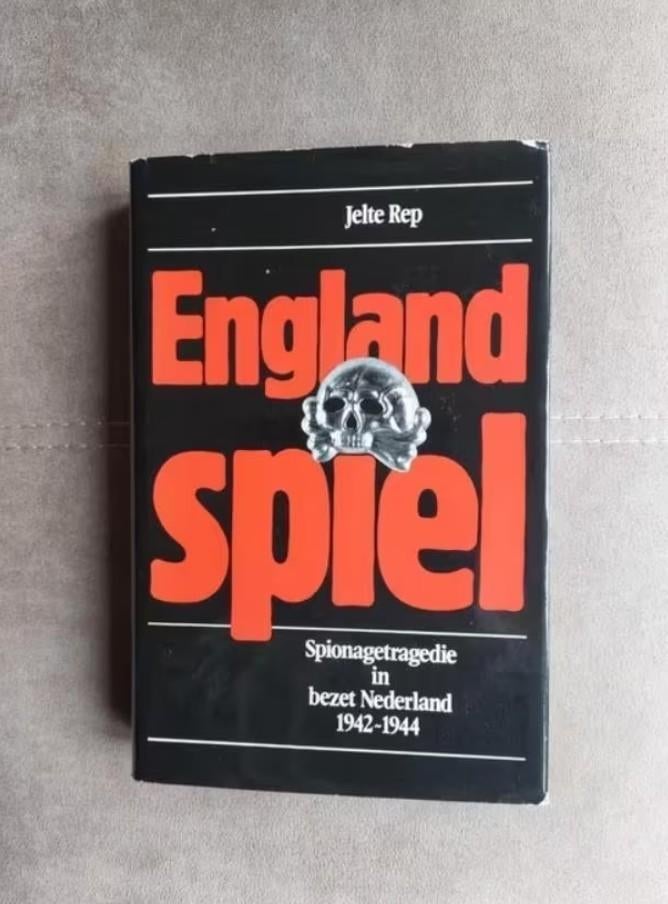 Jelte Rep
England
spiel
Spionagetragedie
in
bezet Nederland
1942-1944